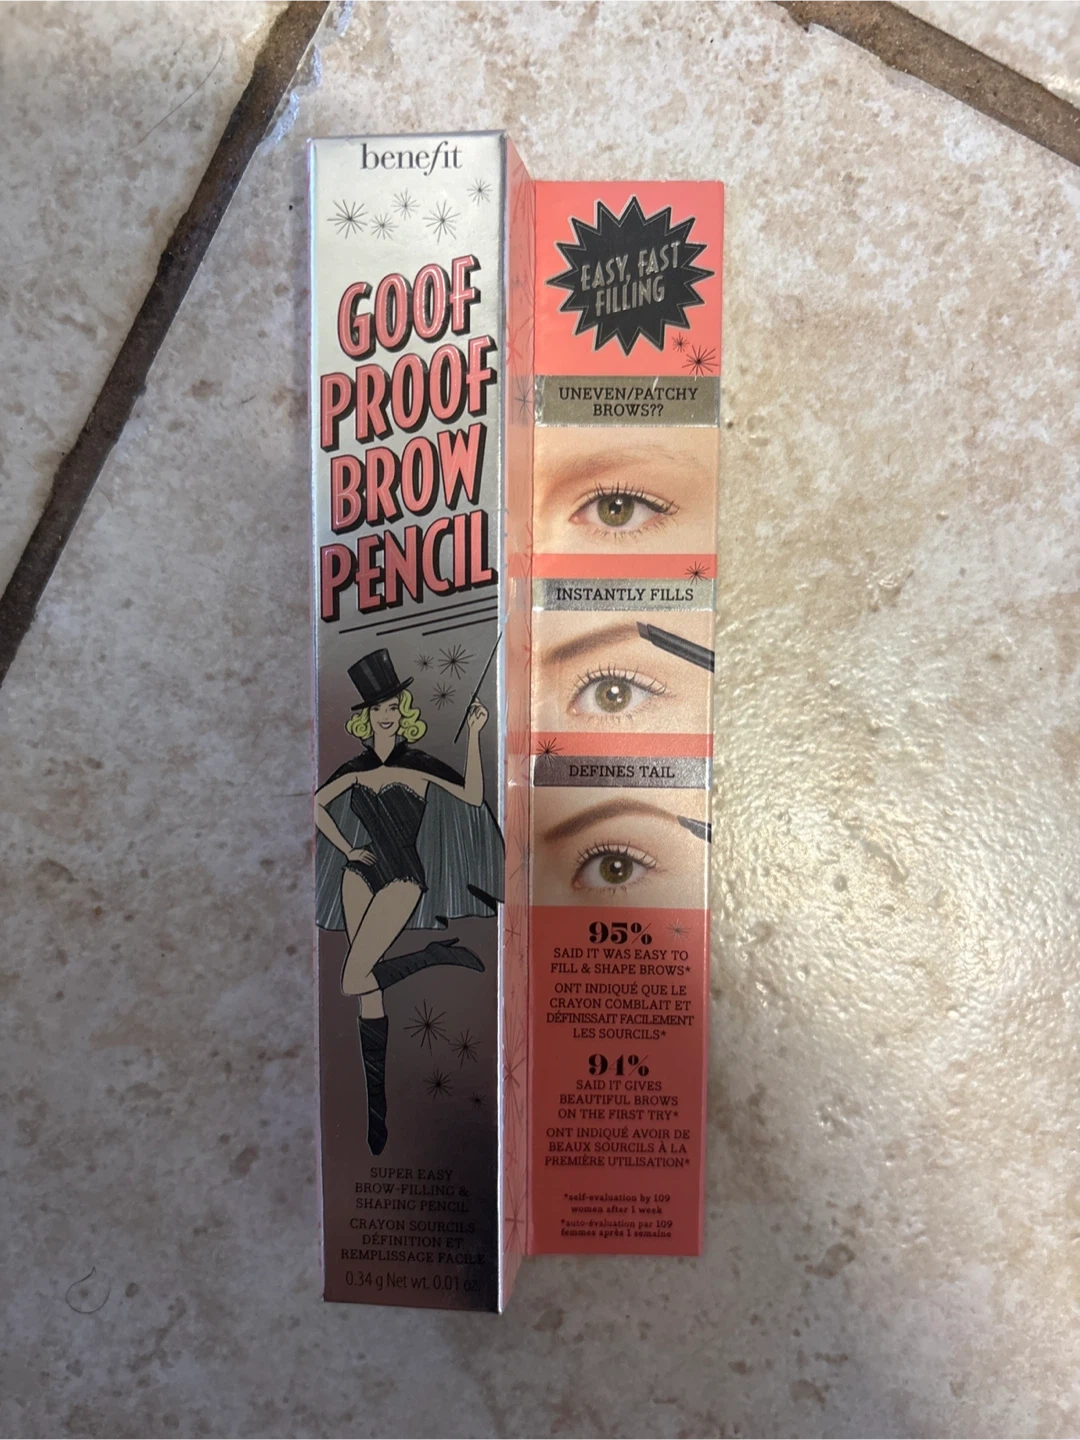 benefit
GOOF
PROOF
BROW
PENCIL
SUPER EASY
BROW-FILLING &
SHAPING PENCIL
CRAYON SOURCILS
DÉFINITION ET
REMPLISSAGE FACILE
0.34 g Net wt. 0.01 oz.
EASY, FAST
FILLING
UNEVEN/PATCHY
BROWS??
INSTANTLY FILLS
DEFINES TAIL
95%
SAID IT WAS EASY TO
FILL & SHAPE BROWS*
ONT INDIQUÉ QUE LE
CRAYON COMBLAIT ET
DÉFINISSAIT FACILEMENT
LES SOURCILS*
94%
SAID IT GIVES
BEAUTIFUL BROWS
ON THE FIRST TRY*
ONT INDIQUÉ AVOIR DE
BEAUX SOURCILS À LA
PREMIÈRE UTILISATION*
*self-evaluation by 109
women after 1 week
*auto-évaluation par 109
femmes après 1 semaine